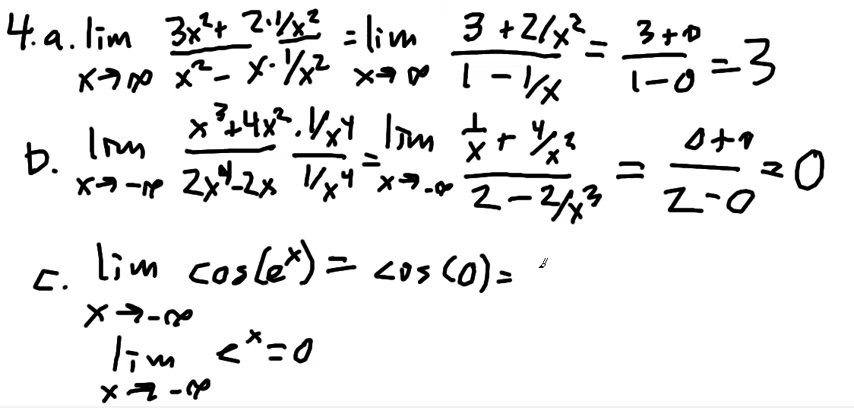 4. a. lim x→∞ 3x²+ 2·1/x² / x²- x·1/x² = lim x→∞ 3+2/x² / 1-1/x = 3+0 / 1-0 = 3
b. lim x→-∞ x³+4x²·1/x⁴ / 2x⁴-2x 1/x⁴ = lim x→-∞ 1/x + 4/x² / 2-2/x³ = 0+0 / 2-0 = 0
c. lim x→-∞ cos(e^x) = cos(0) =
lim x→-∞ e^x = 0